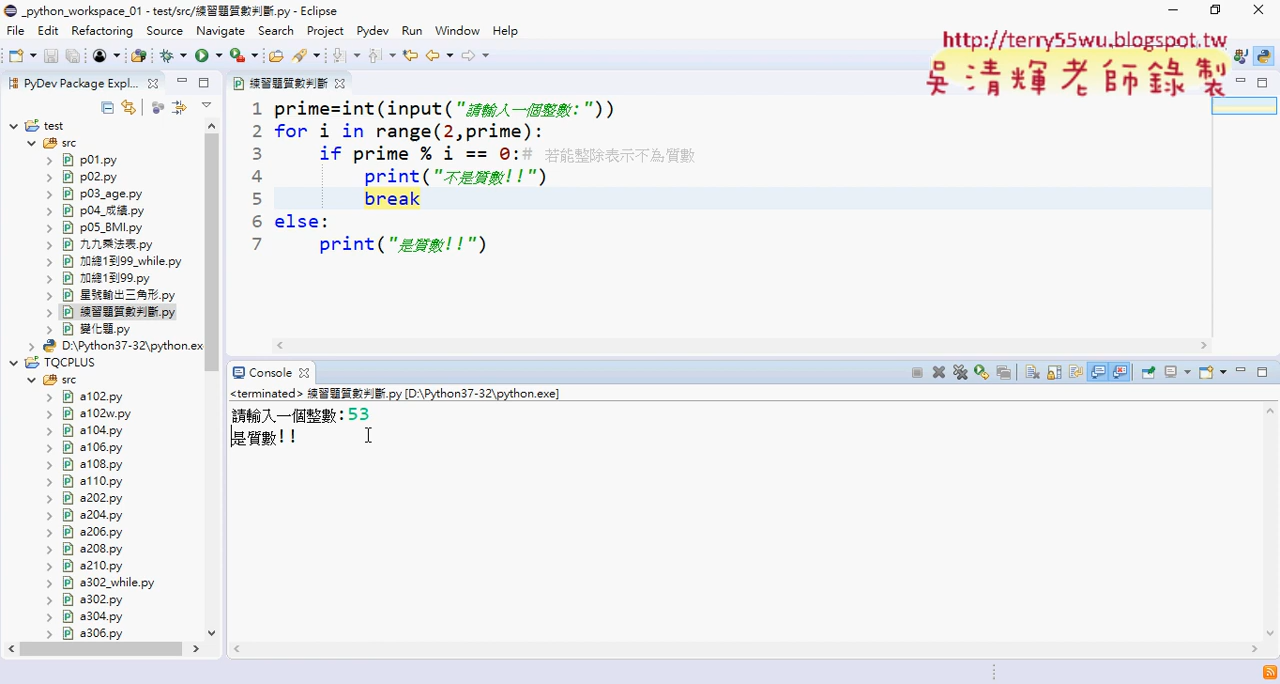 _python_workspace_01 - test/src/練習題質數判斷.py - Eclipse
File Edit Refactoring Source Navigate Search Project Pydev Run Window Help
http://terry55wu.blogspot.tw
吳清輝老師錄製
PyDev Package Expl...
練習題質數判斷
test
src
p01.py
p02.py
p03_age.py
p04_成績.py
p05_BMI.py
九九乘法表.py
加總1到99_while.py
加總1到99.py
星號輸出三角形.py
練習題質數判斷.py
變化題.py
D:\Python37-32\python.ex
TQCPLUS
src
a102.py
a102w.py
a104.py
a106.py
a108.py
a110.py
a202.py
a204.py
a206.py
a208.py
a210.py
a302_while.py
a302.py
a304.py
a306.py
1 prime=int(input("請輸入一個整數:"))
2 for i in range(2,prime):
3 if prime % i == 0:# 若能整除表示不為質數
4 print("不是質數!!")
5 break
6 else:
7 print("是質數!!")
Console
<terminated> 練習題質數判斷.py [D:\Python37-32\python.exe]
請輸入一個整數:53
是質數!!